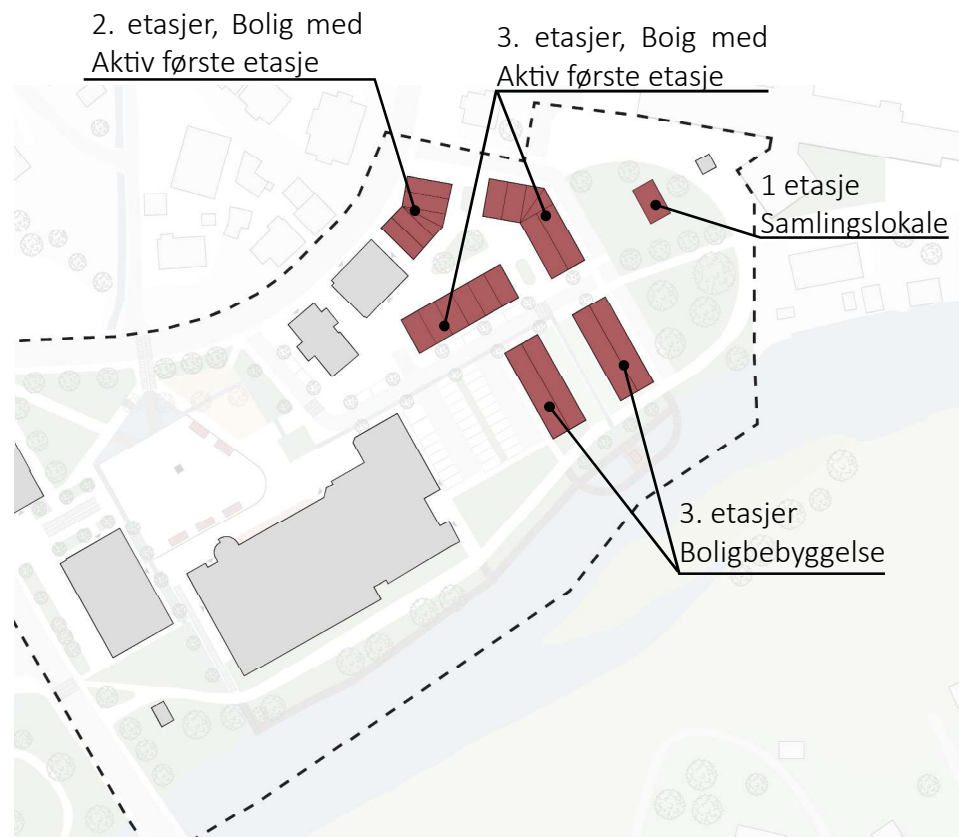 2. etasjer, Bolig med
Aktiv første etasje
3. etasjer, Boig med
Aktiv første etasje
1 etasje
Samlingslokale
3. etasjer
Boligbebyggelse